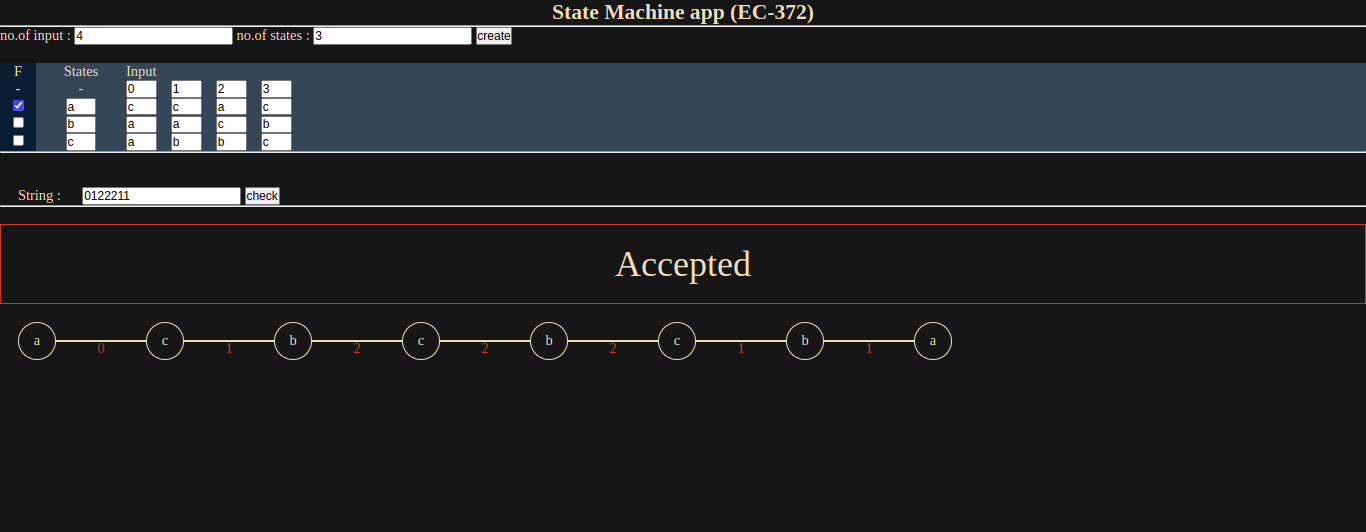 State Machine app (EC-372)
no.of input : 4 no.of states : 3 create
F States Input
- - 0 1 2 3
a c c a c
b a a c b
c a b b c
String : 0122211 check
Accepted
a c b c b c b a
0 1 2 2 2 1 1